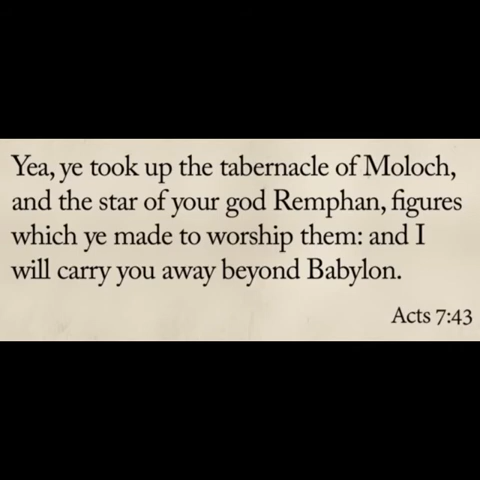 Yea, ye took up the tabernacle of Moloch,
and the star of your god Remphan, figures
which ye made to worship them: and I
will carry you away beyond Babylon.
Acts 7:43